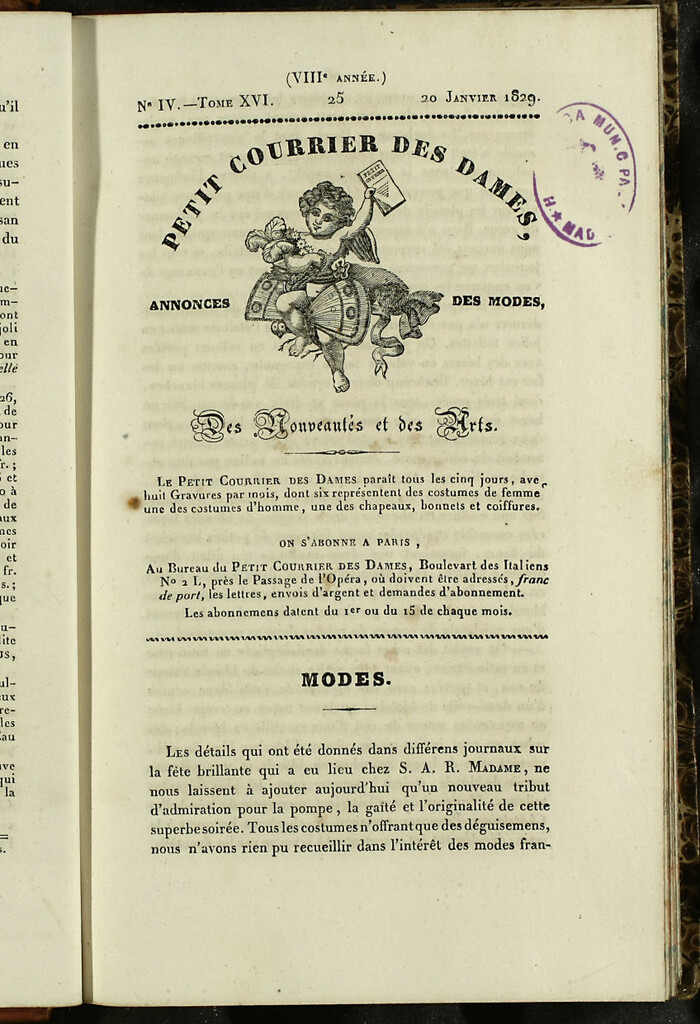 (VIIIe ANNÉE.)
No IV.—TOME XVI. 25 20 JANVIER 1829.
PETIT COURRIER DES DAMES,
ANNONCES DES MODES,
Des Nouveautés et des Arts.
LE PETIT COURRIER DES DAMES paraît tous les cinq jours, avec
huit Gravures par mois, dont six représentent des costumes de femme
une des costumes d'homme, une des chapeaux, bonnets et coiffures.
ON S'ABONNE A PARIS,
Au Bureau du PETIT COURRIER DES DAMES, Boulevart des Italiens
No 2 L, près le Passage de l'Opéra, où doivent être adressés, franc
de port, les lettres, envois d'argent et demandes d'abonnement.
Les abonnemens datent du 1er ou du 15 de chaque mois.
MODES.
LES détails qui ont été donnés dans différens journaux sur
la fète brillante qui a eu lieu chez S. A. R. MADAME, ne
nous laissent à ajouter aujourd'hui qu'un nouveau tribut
d'admiration pour la pompe, la gaîté et l'originalité de cette
superbe soirée. Tous les costumes n'offrant que des déguisemens,
nous n'avons rien pu recueillir dans l'intérêt des modes fran-